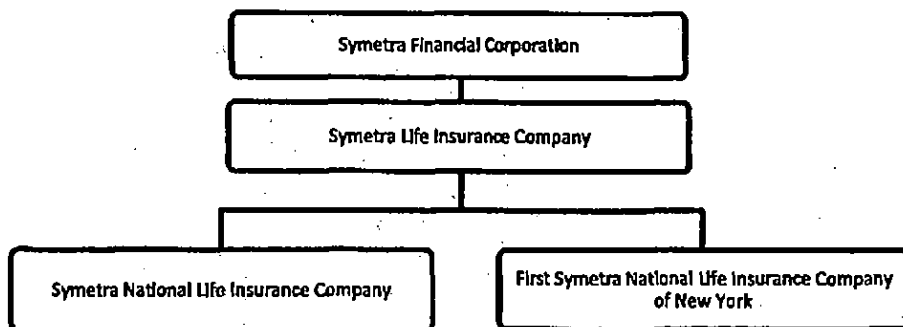 Symetra Financial Corporation
Symetra Life Insurance Company
Symetra National Life Insurance Company
First Symetra National Life Insurance Company
of New York